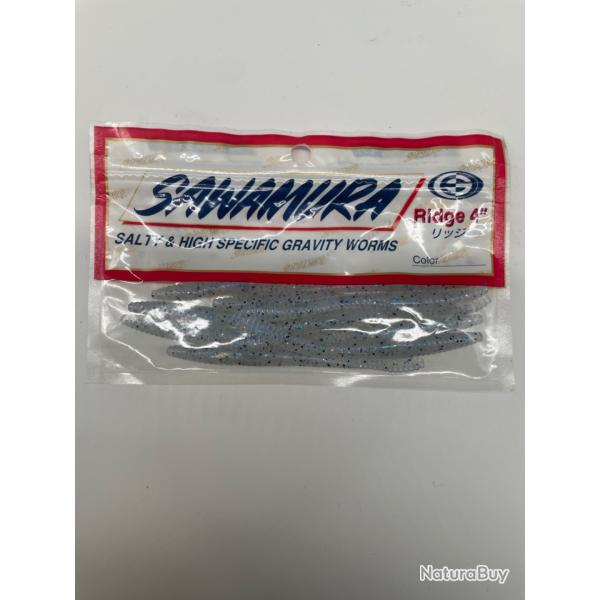 SAWAMURA
SALTY & HIGH SPECIFIC GRAVITY WORMS
Ridge 4"
リッジ
Color
NaturaBuy